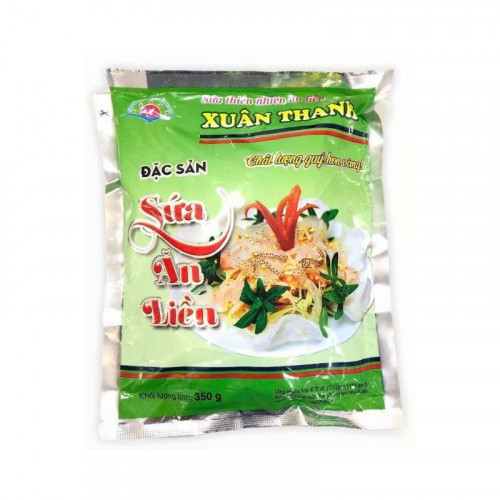 Sứa thiên nhiên ăn liền
XUÂN THANH
Chất lượng quý hơn vàng!
ĐẶC SẢN
Sứa
Ăn
Liền
Khối lượng tịnh: 350 g